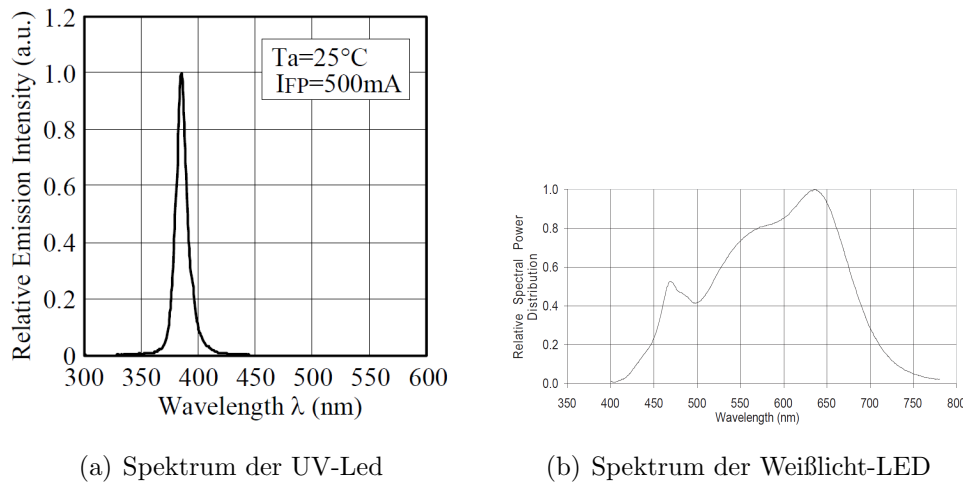 1.2
1.0
0.8
0.6
0.4
0.2
0
Relative Emission Intensity (a.u.)
Ta=25°C
IFP=500mA
300 350 400 450 500 550 600
Wavelength λ (nm)
(a) Spektrum der UV-Led
1.0
0.8
0.6
0.4
0.2
0.0
Relative Spectral Power
Distribution
350 400 450 500 550 600 650 700 750 800
Wavelength (nm)
(b) Spektrum der Weißlicht-LED